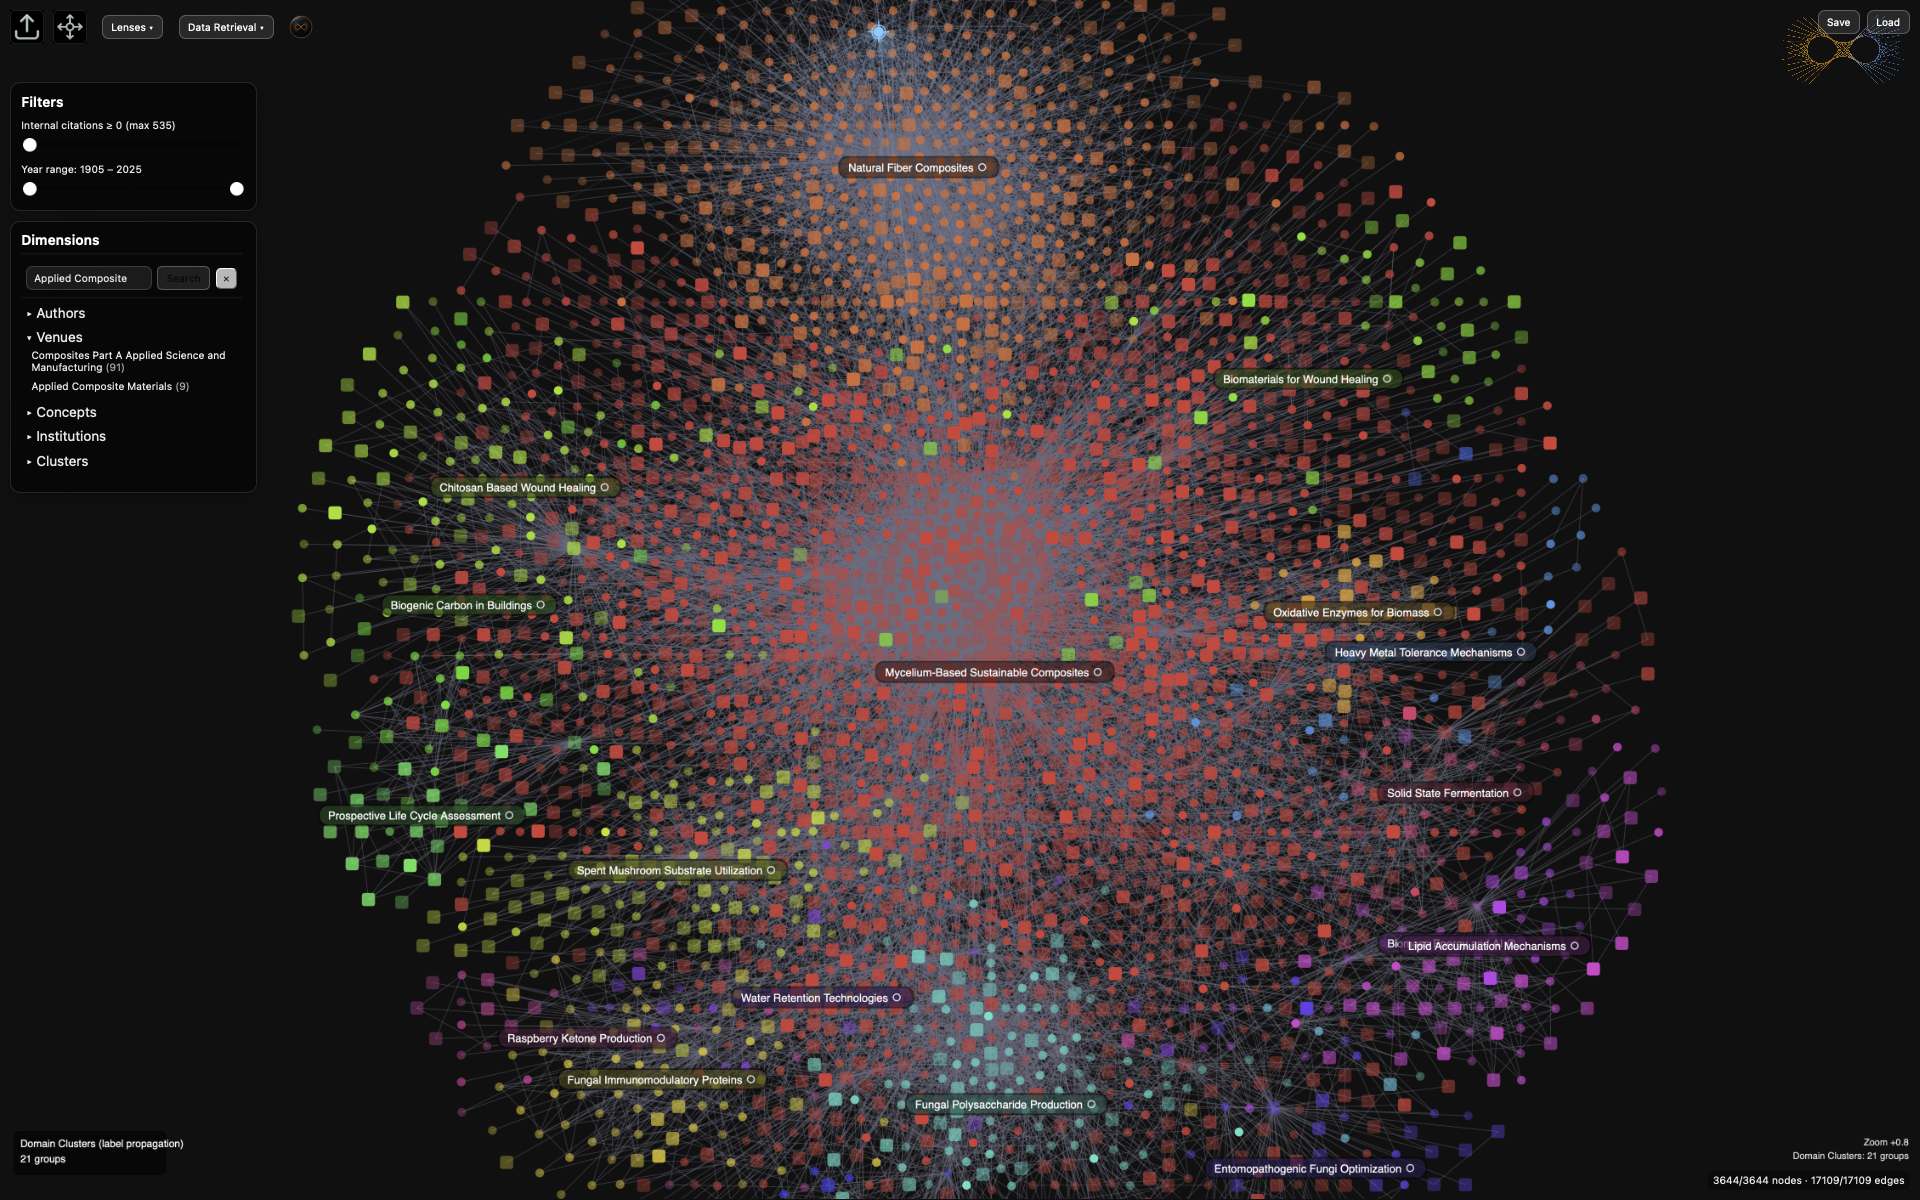 Lenses ▾
Data Retrieval ▾
Save
Load
Filters
Internal citations ≥ 0 (max 535)
Year range: 1905 – 2025
Dimensions
Applied Composite
Search
×
Authors
Venues
Composites Part A Applied Science and
Manufacturing (91)
Applied Composite Materials (9)
Concepts
Institutions
Clusters
Natural Fiber Composites
Biomaterials for Wound Healing
Chitosan Based Wound Healing
Biogenic Carbon in Buildings
Oxidative Enzymes for Biomass
Heavy Metal Tolerance Mechanisms
Mycelium-Based Sustainable Composites
Solid State Fermentation
Prospective Life Cycle Assessment
Spent Mushroom Substrate Utilization
Lipid Accumulation Mechanisms
Water Retention Technologies
Raspberry Ketone Production
Fungal Immunomodulatory Proteins
Fungal Polysaccharide Production
Entomopathogenic Fungi Optimization
Domain Clusters (label propagation)
21 groups
Zoom +0.8
Domain Clusters: 21 groups
3644/3644 nodes · 17109/17109 edges